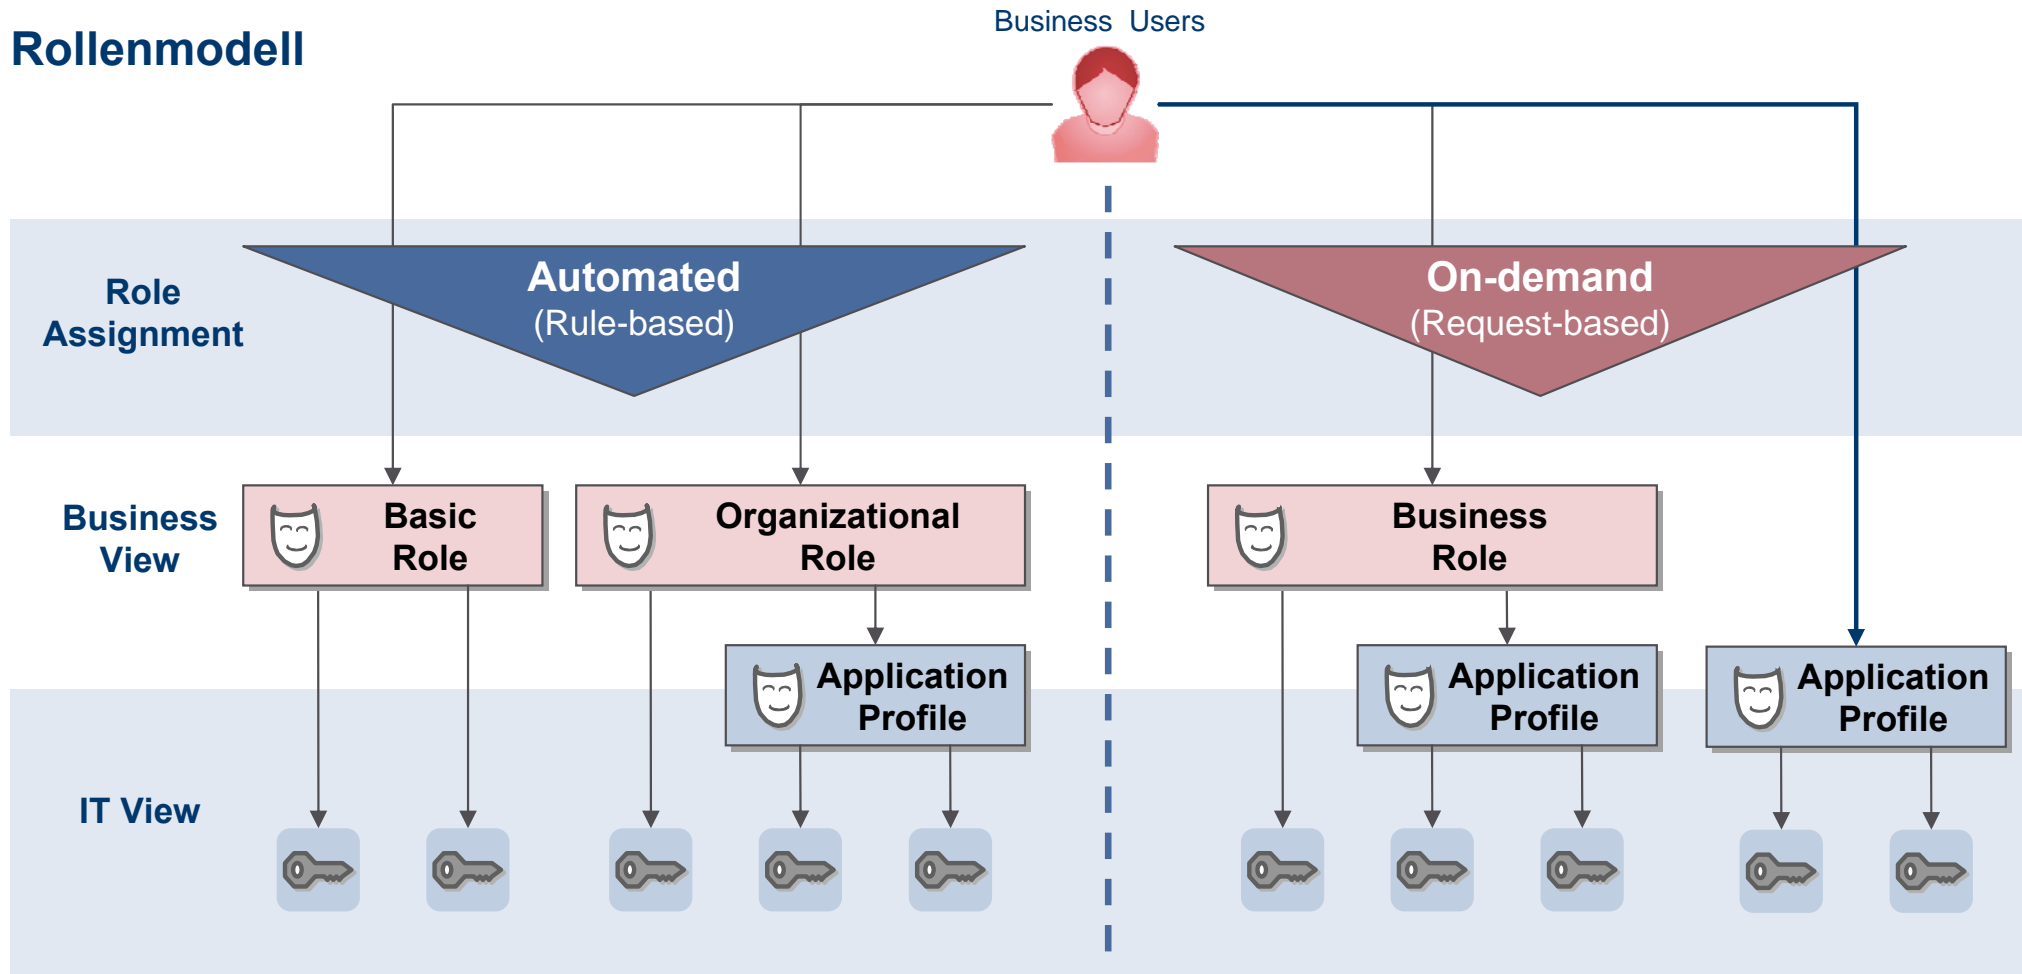 Business Users
Rollenmodell
Role
Assignment
Automated
(Rule-based)
On-demand
(Request-based)
Business
View
Basic
Role
Organizational
Role
Business
Role
Application
Profile
Application
Profile
Application
Profile
IT View